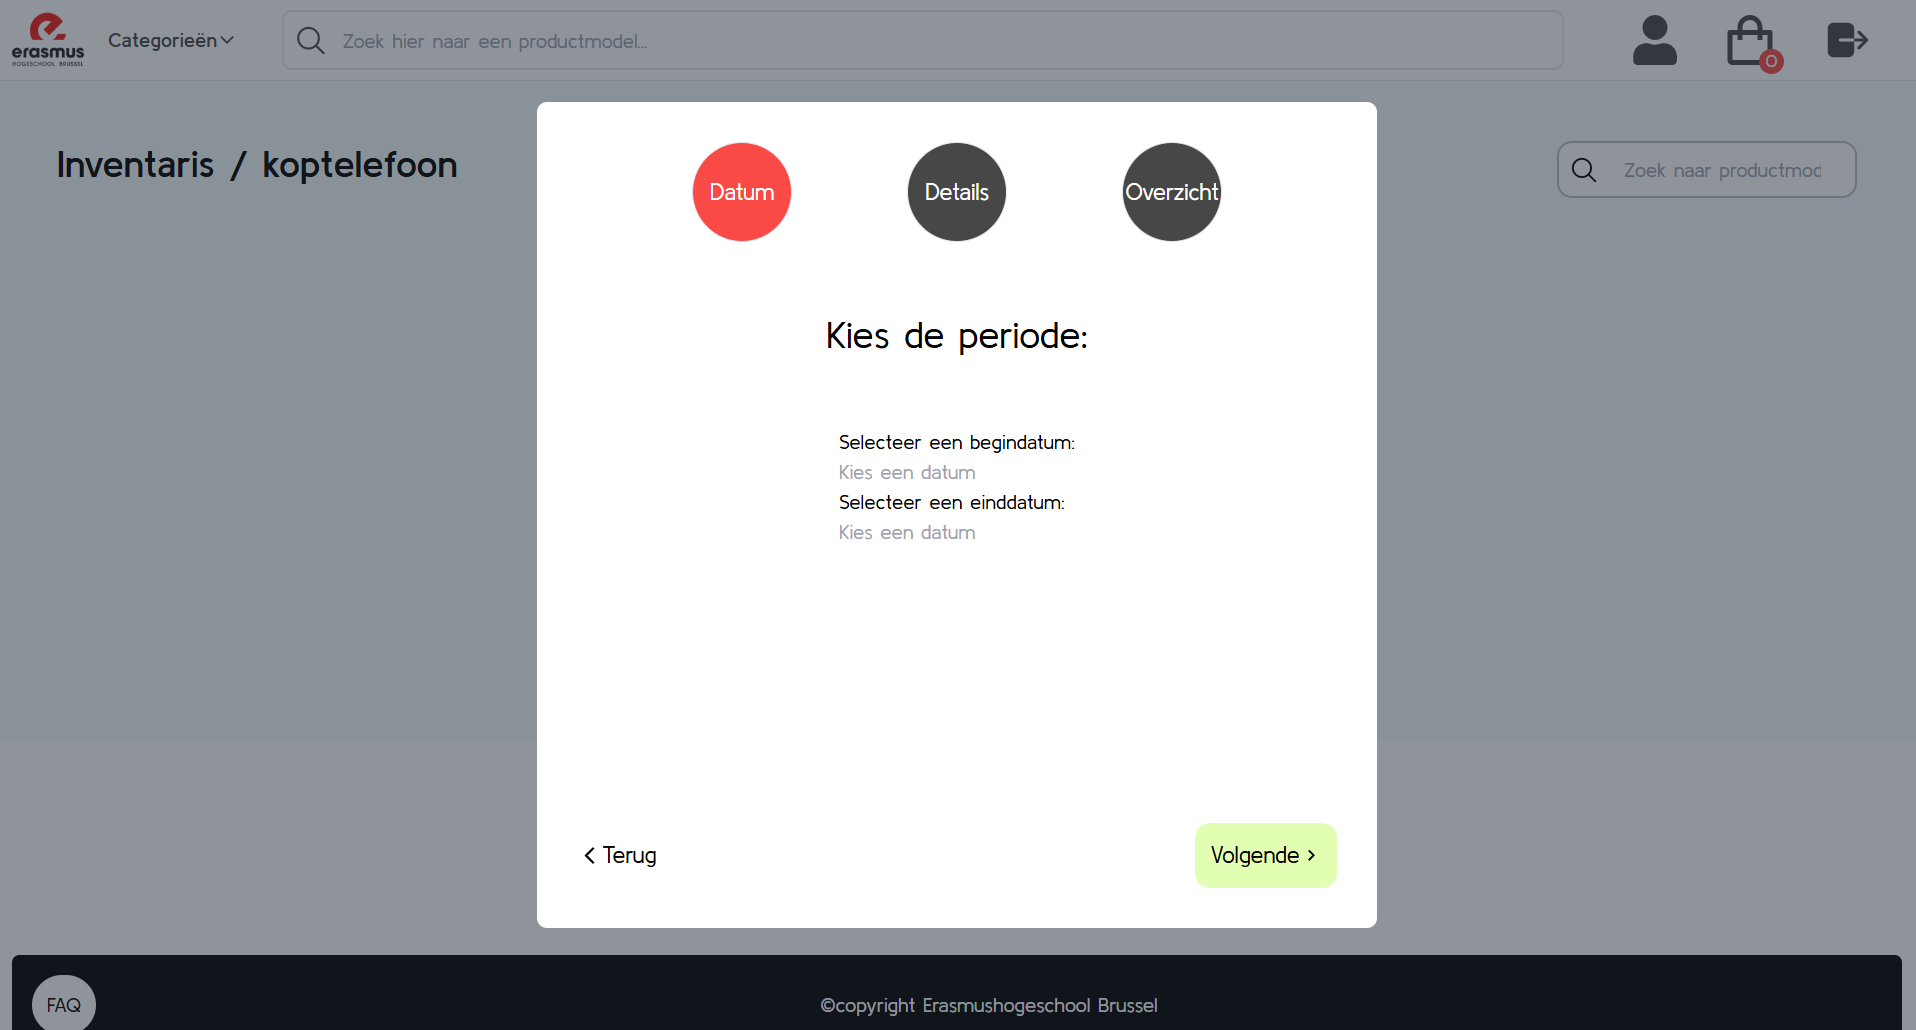 erasmus
HOGESCHOOL BRUSSEL
Categorieën
Zoek hier naar een productmodel...
0
Inventaris / koptelefoon
Zoek naar productmod
Datum
Details
Overzicht
Kies de periode:
Selecteer een begindatum:
Kies een datum
Selecteer een einddatum:
Kies een datum
Terug
Volgende
FAQ
©copyright Erasmushogeschool Brussel